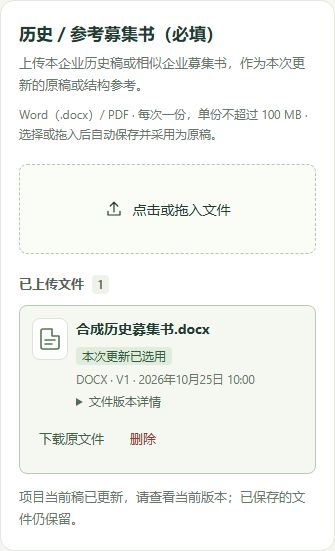 历史 / 参考募集书（必填）
上传本企业历史稿或相似企业募集书，作为本次更
新的原稿或结构参考。
Word（.docx）/ PDF · 每次一份，单份不超过 100 MB ·
选择或拖入后自动保存并采用为原稿。
点击或拖入文件
已上传文件 1
合成历史募集书.docx
本次更新已选用
DOCX · V1 · 2026年10月25日 10:00
▶ 文件版本详情
下载原文件 删除
项目当前稿已更新，请查看当前版本；已保存的文
件仍保留。